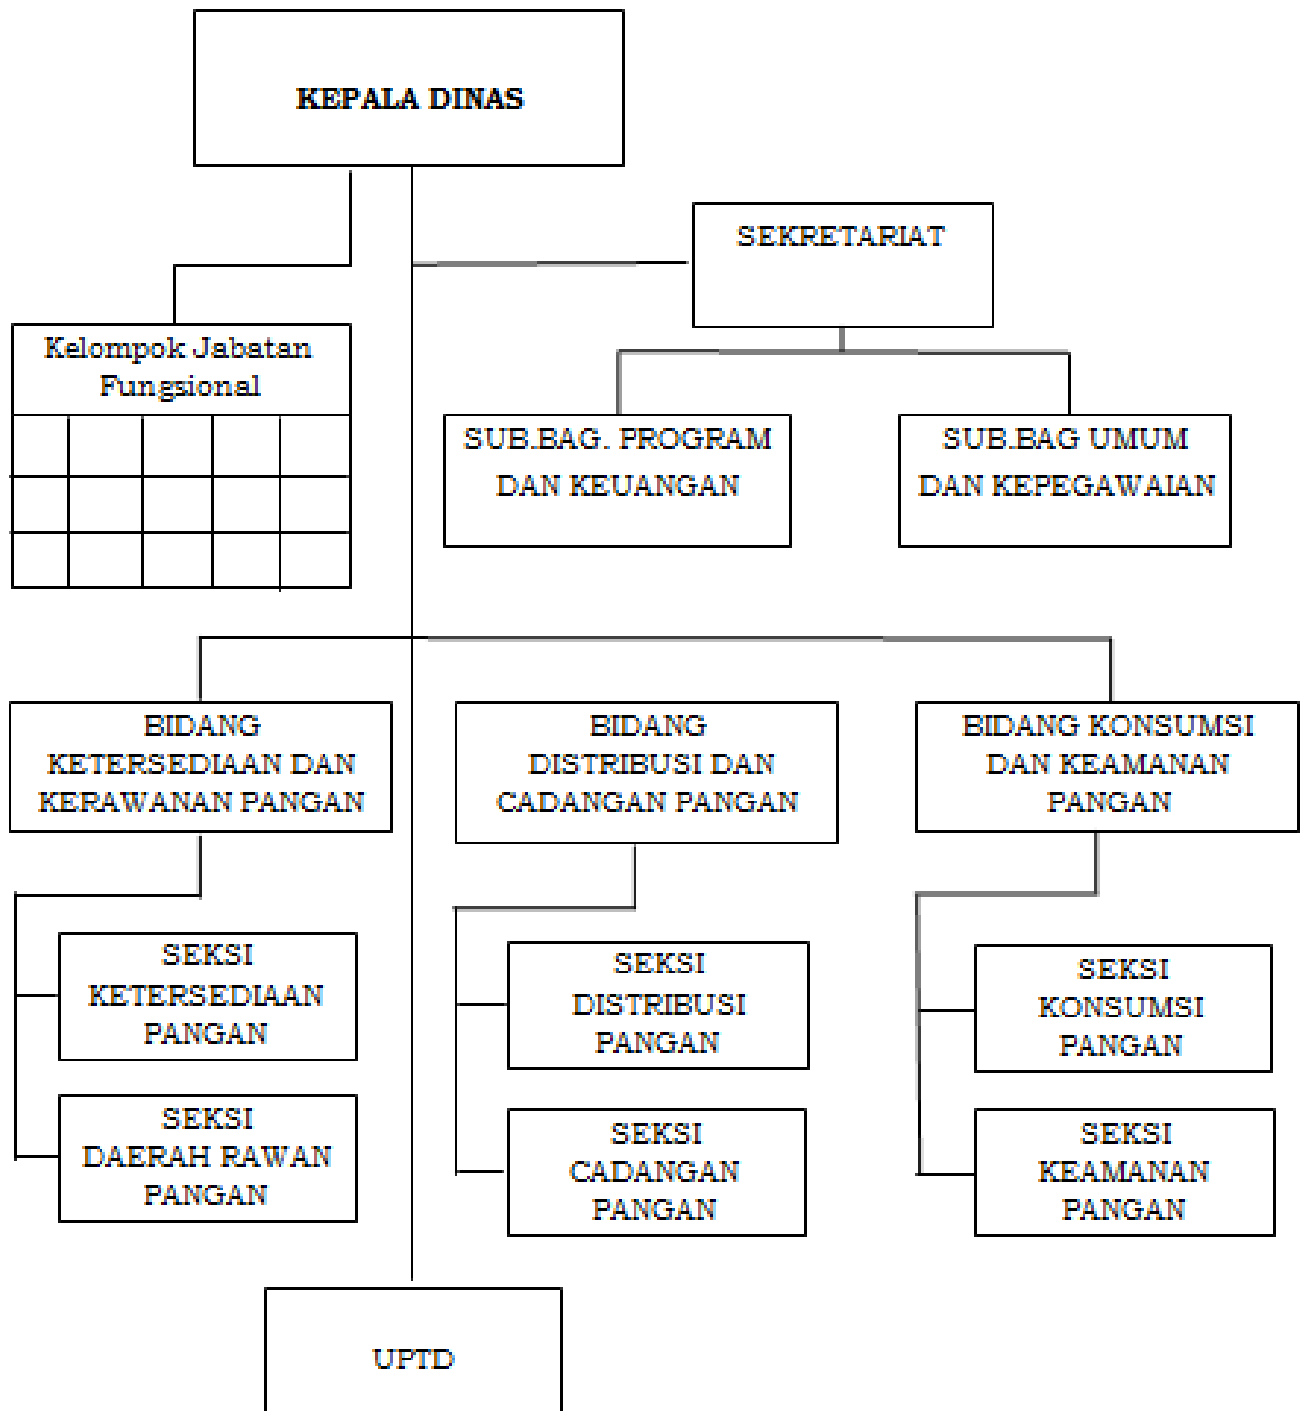 KEPALA DINAS
SEKRETARIAT
Kelompok Jabatan
Fungsional
SUB.BAG. PROGRAM
DAN KEUANGAN
SUB.BAG UMUM
DAN KEPEGAWAIAN
BIDANG
KETERSEDIAAN DAN
KERAWANAN PANGAN
BIDANG
DISTRIBUSI DAN
CADANGAN PANGAN
BIDANG KONSUMSI
DAN KEAMANAN
PANGAN
SEKSI
KETERSEDIAAN
PANGAN
SEKSI
DISTRIBUSI
PANGAN
SEKSI
KONSUMSI
PANGAN
SEKSI
DAERAH RAWAN
PANGAN
SEKSI
CADANGAN
PANGAN
SEKSI
KEAMANAN
PANGAN
UPTD